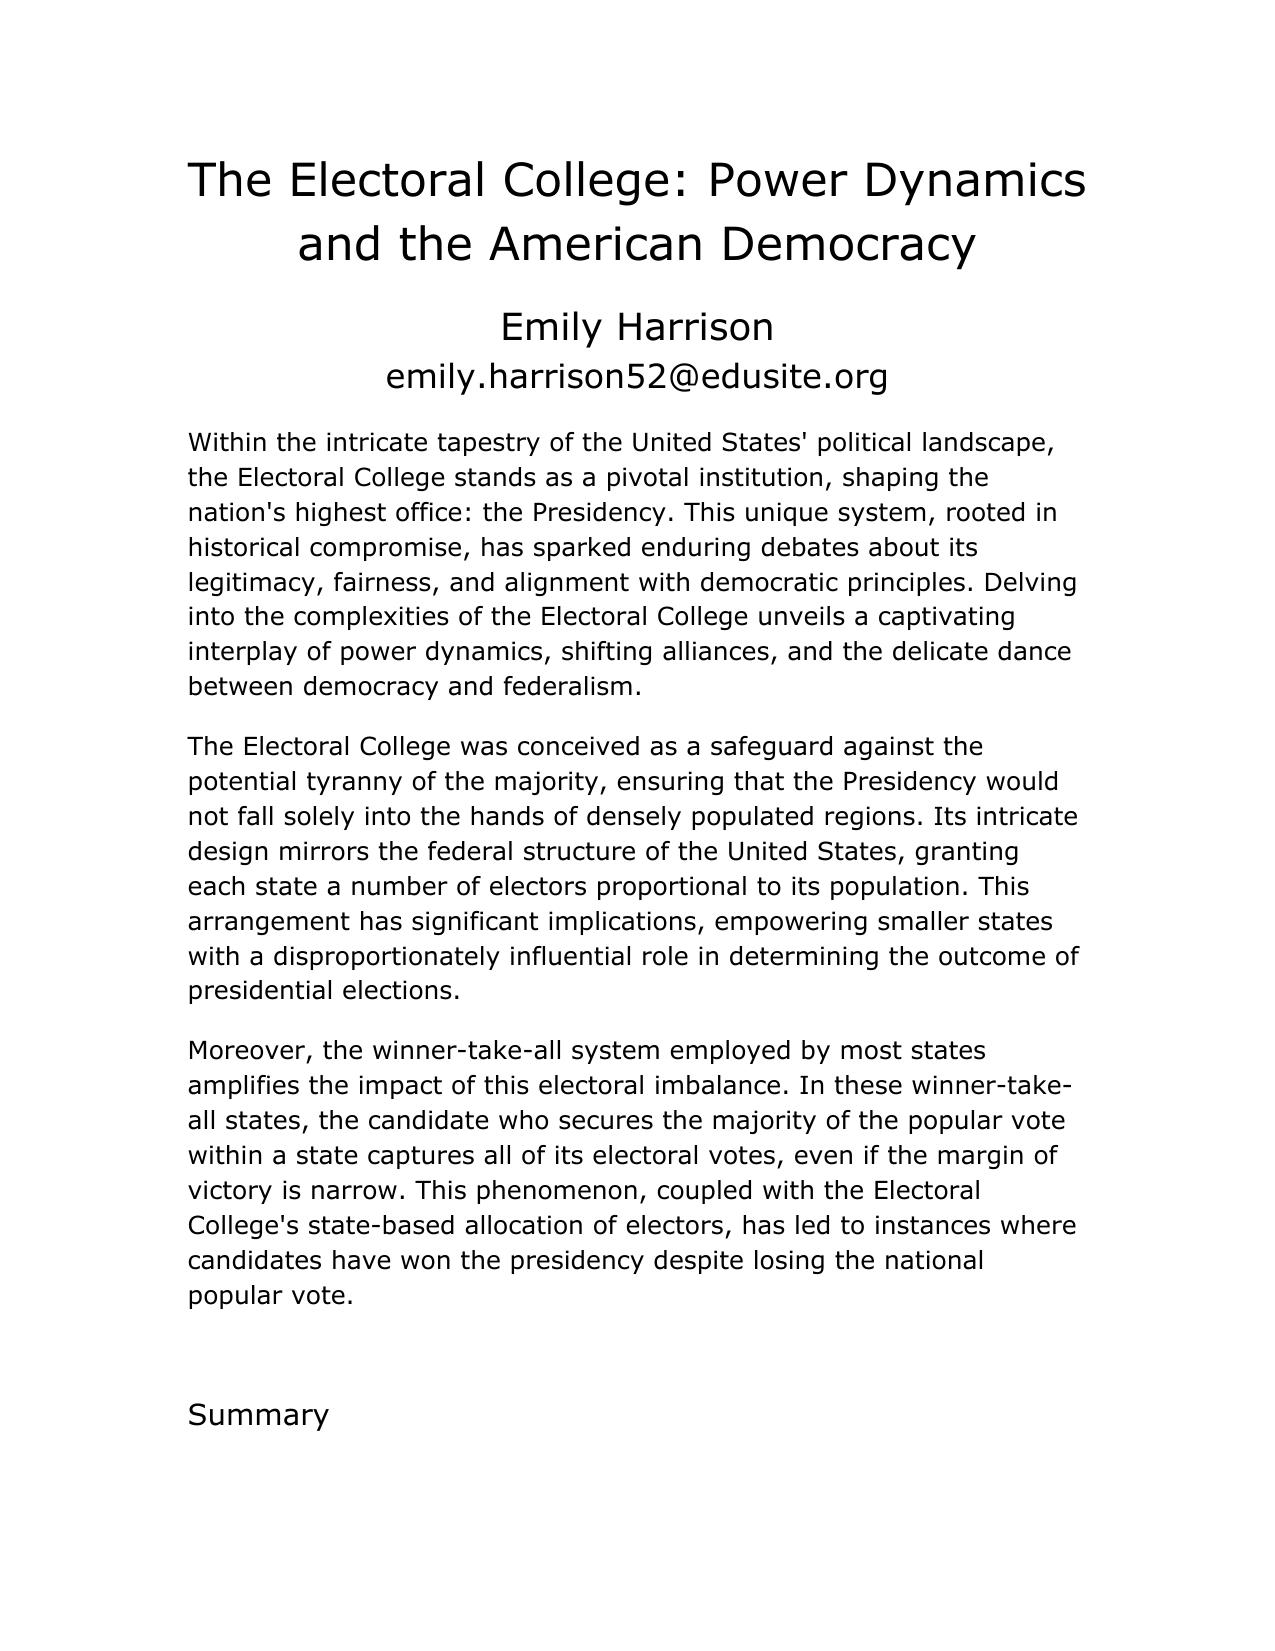 The Electoral College: Power Dynamics
and the American Democracy
Emily Harrison
emily.harrison52@edusite.org
Within the intricate tapestry of the United States' political landscape,
the Electoral College stands as a pivotal institution, shaping the
nation's highest office: the Presidency. This unique system, rooted in
historical compromise, has sparked enduring debates about its
legitimacy, fairness, and alignment with democratic principles. Delving
into the complexities of the Electoral College unveils a captivating
interplay of power dynamics, shifting alliances, and the delicate dance
between democracy and federalism.
The Electoral College was conceived as a safeguard against the
potential tyranny of the majority, ensuring that the Presidency would
not fall solely into the hands of densely populated regions. Its intricate
design mirrors the federal structure of the United States, granting
each state a number of electors proportional to its population. This
arrangement has significant implications, empowering smaller states
with a disproportionately influential role in determining the outcome of
presidential elections.
Moreover, the winner-take-all system employed by most states
amplifies the impact of this electoral imbalance. In these winner-take-
all states, the candidate who secures the majority of the popular vote
within a state captures all of its electoral votes, even if the margin of
victory is narrow. This phenomenon, coupled with the Electoral
College's state-based allocation of electors, has led to instances where
candidates have won the presidency despite losing the national
popular vote.
Summary